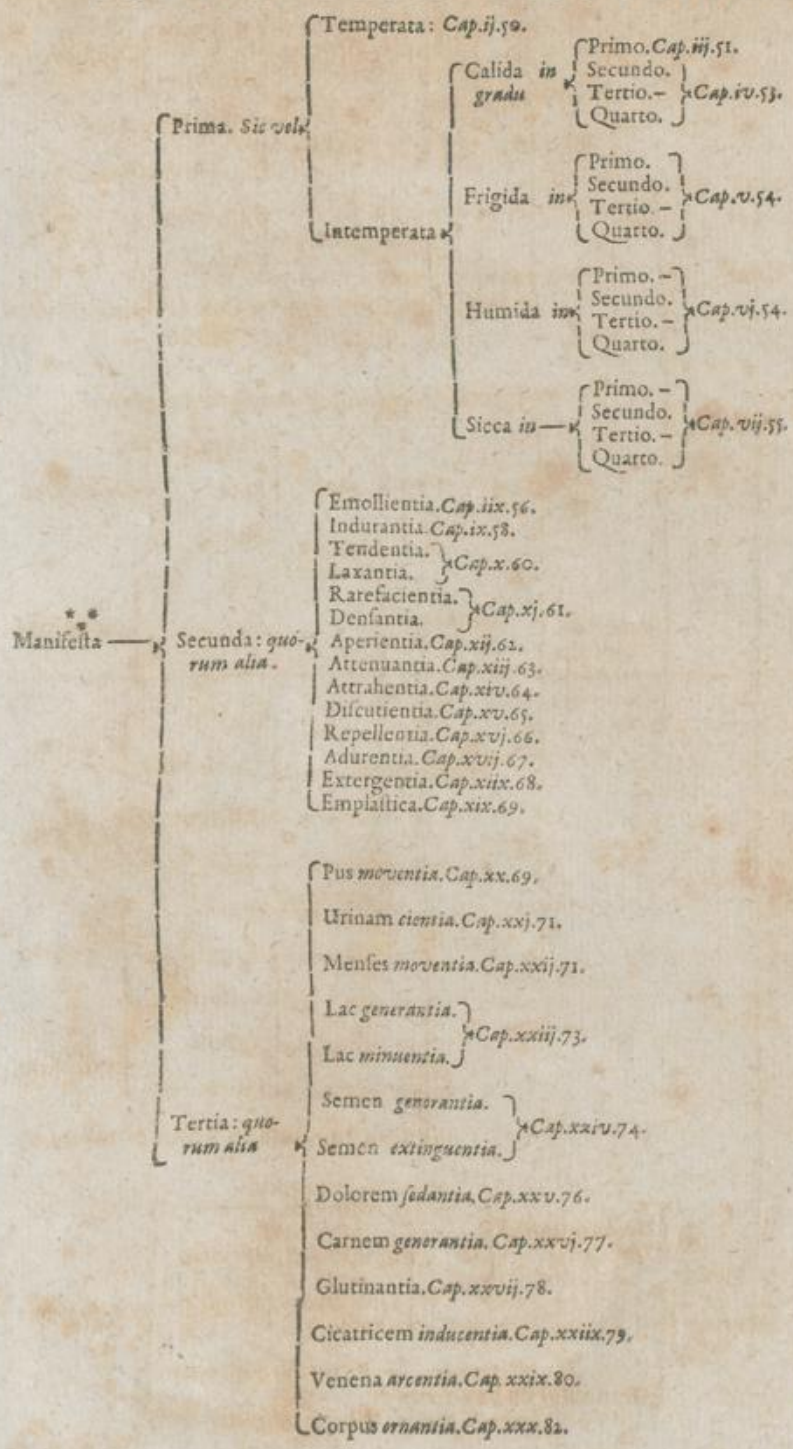 Temperata: Cap.ij.50.
Primo. Cap.iij.51.
Calida in gradu
Secundo.
Tertio.-
Quarto.
Cap.iv.53.
Prima. Sic vel
Primo.
Secundo.
Tertio -
Quarto.
Frigida in
Cap.v.54.
Intemperata
Primo.-
Secundo.
Tertio.-
Quarto.
Humida in
Cap.vj.54.
Primo.-
Secundo.
Tertio.-
Quarto.
Sicca in
Cap.vij.55.
Emollientia.Cap.iix.56.
Indurantia.Cap.ix.58.
Tendentia.
Laxantia.
Cap.x.60.
Rarefacientia.
Densantia.
Cap.xj.61.
***
Manifesta
Secunda: quo-
rum alia.
Aperientia.Cap.xij.62.
Attenuantia.Cap.xiij.63.
Attrahentia.Cap.xiv.64.
Discutientia.Cap.xv.65.
Repellentia.Cap.xvj.66.
Adurentia.Cap.xvij.67.
Extergentia.Cap.xiix.68.
Emplastica.Cap.xix.69.
Pus moventia.Cap.xx.69.
Urinam cientia.Cap.xxj.71.
Menses moventia.Cap.xxij.71.
Lac generantia.
Cap.xxiij.73.
Lac minuentia.
Semen generantia.
Tertia: quo-
rum alia
Cap.xxiv.74.
Semen extinguentia.
Dolorem sedantia.Cap.xxv.76.
Carnem generantia. Cap.xxvj.77.
Glutinantia.Cap.xxvij.78.
Cicatricem inducentia.Cap.xxiix.79.
Venena arcentia.Cap. xxix.80.
Corpus ornantia.Cap.xxx.82.